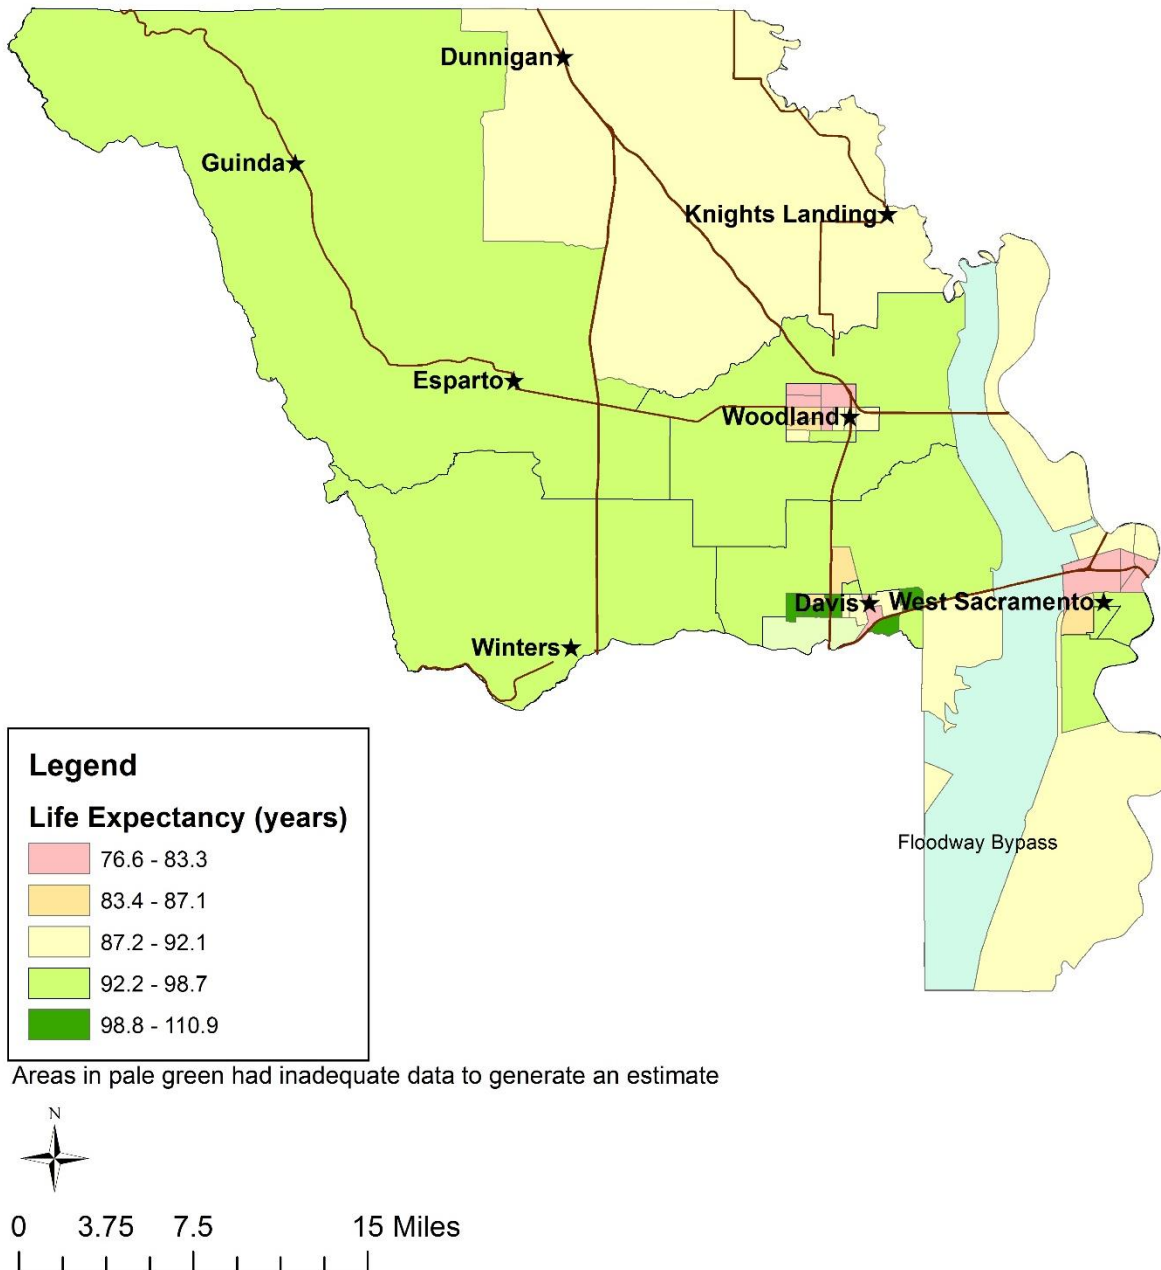 Dunnigan
Guinda
Knights Landing
Esparto
Woodland
Davis
West Sacramento
Winters
Legend
Life Expectancy (years)
76.6 - 83.3
83.4 - 87.1
87.2 - 92.1
92.2 - 98.7
98.8 - 110.9
Floodway Bypass
Areas in pale green had inadequate data to generate an estimate
N
0 3.75 7.5 15 Miles